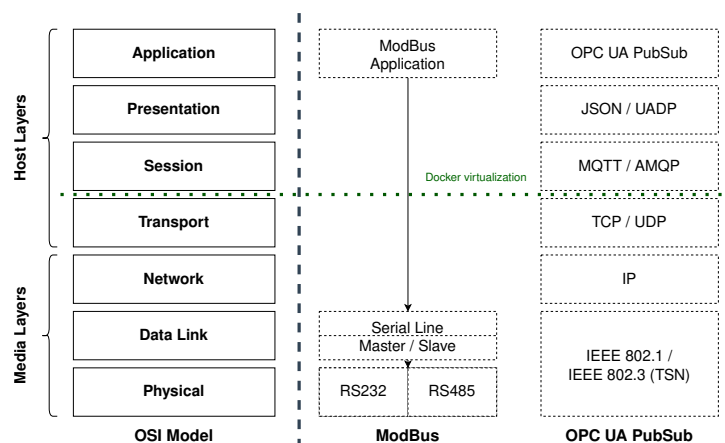 Host Layers
Media Layers
Application
Presentation
Session
Transport
Network
Data Link
Physical
OSI Model
ModBus
Application
Docker virtualization
Serial Line
Master / Slave
RS232
RS485
ModBus
OPC UA PubSub
JSON / UADP
MQTT / AMQP
TCP / UDP
IP
IEEE 802.1 /
IEEE 802.3 (TSN)
OPC UA PubSub